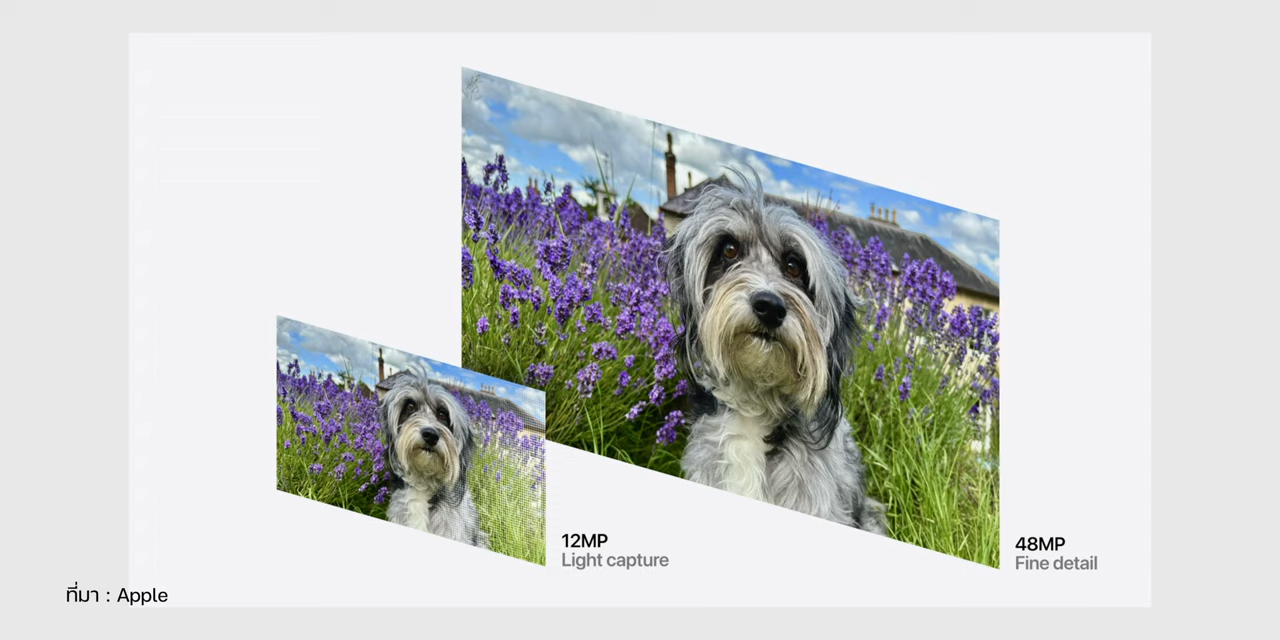 12MP
Light capture
48MP
Fine detail
ที่มา : Apple